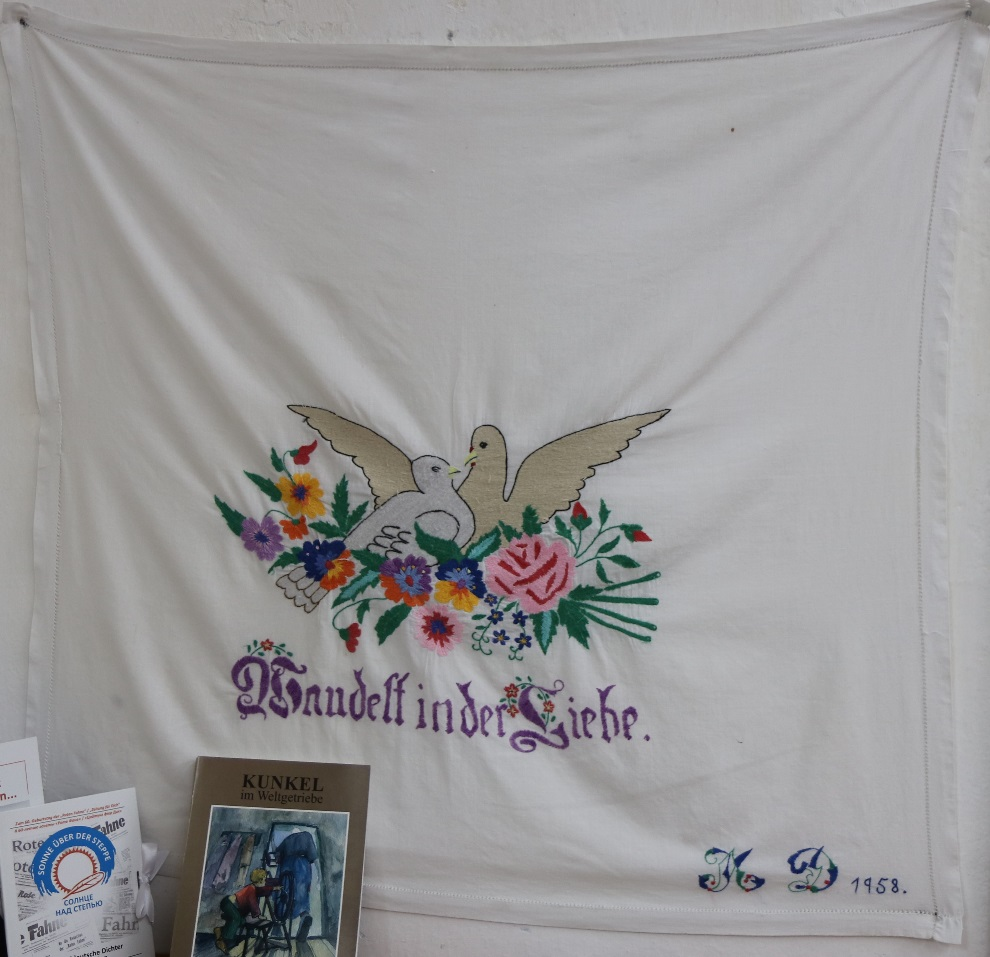 Wandelt in der Liebe.
A D 1958.
KUNKEL
im Weltgetriebe
n...
SONNE ÜBER DER STEPPE
СОЛНЦЕ
НАД СТЕПЬЮ
Rote
Fahne
Fahne
Fah
deutsche Dichter